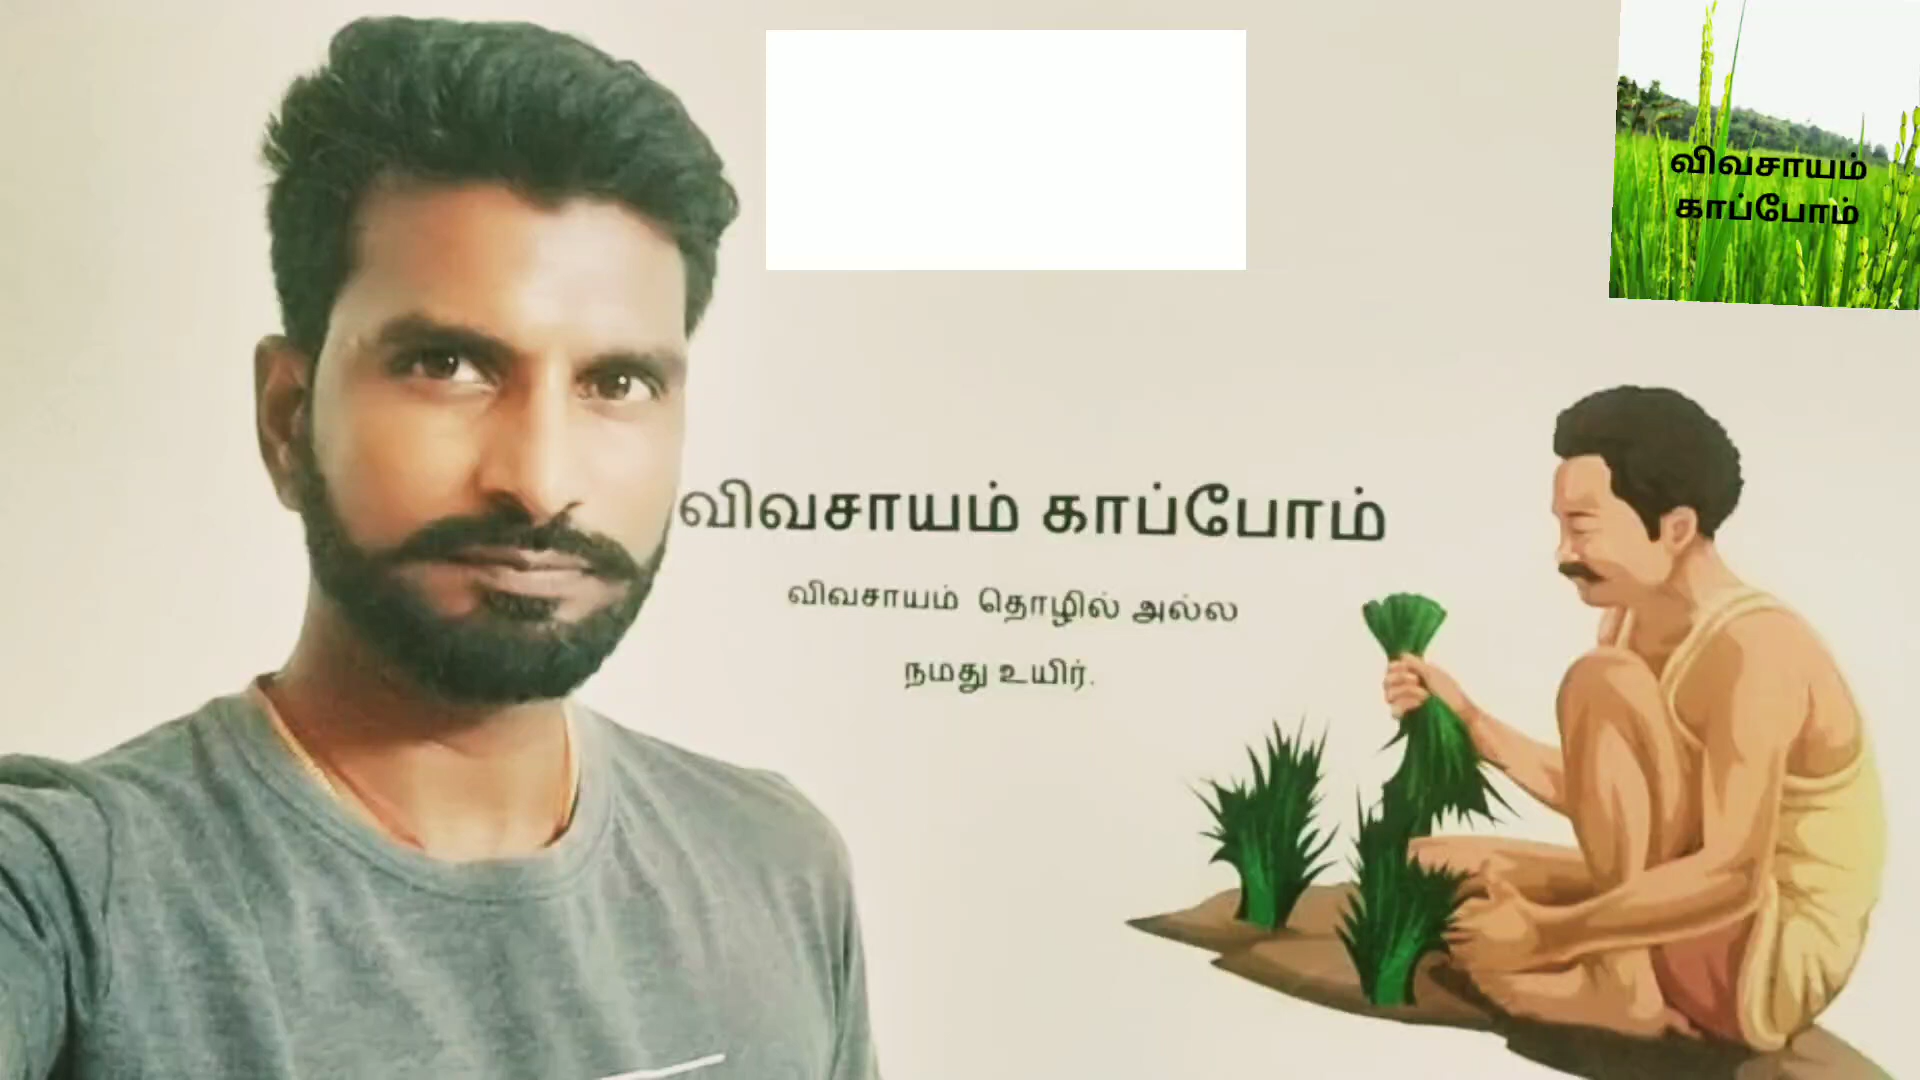 விவசாயம்
காப்போம்
விவசாயம் காப்போம்
விவசாயம் தொழில் அல்ல
நமது உயிர்.